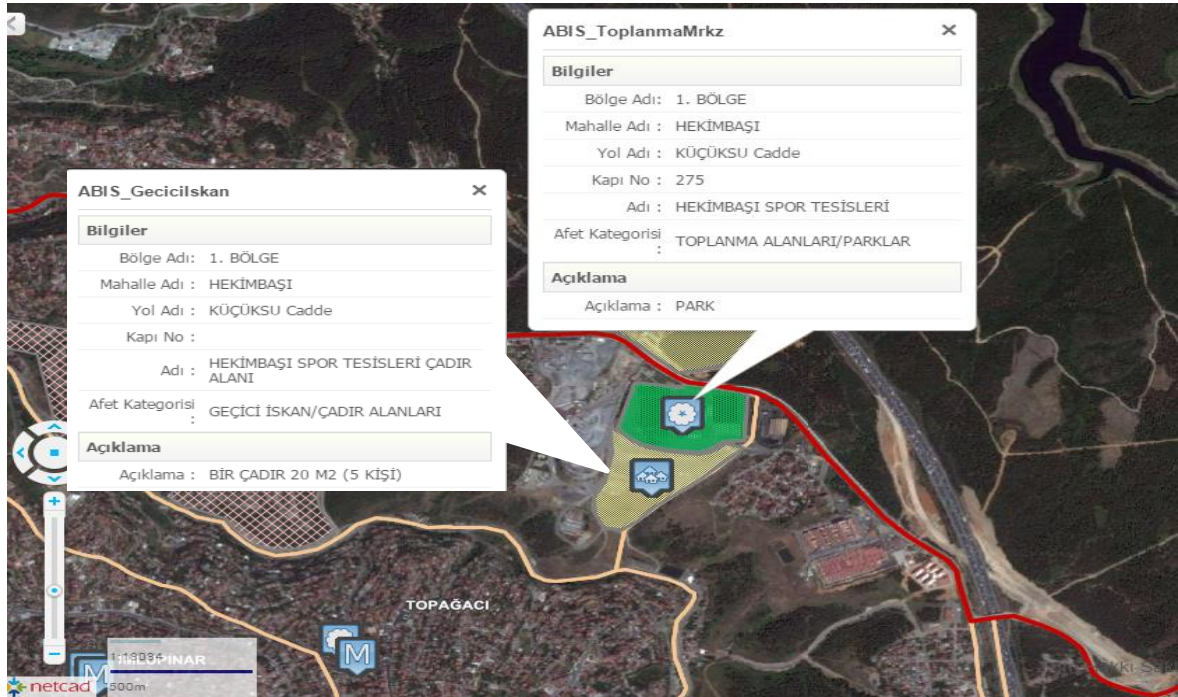 ABIS_ToplanmaMrkz
Bilgiler
Bölge Adı: 1. BÖLGE
Mahalle Adı : HEKİMBAŞI
Yol Adı : KÜÇÜKSU Cadde
Kapı No : 275
Adı : HEKİMBAŞI SPOR TESİSLERİ
Afet Kategorisi : TOPLANMA ALANLARI/PARKLAR
Açıklama
Açıklama : PARK
ABIS_GeciciIskan
Bilgiler
Bölge Adı: 1. BÖLGE
Mahalle Adı : HEKİMBAŞI
Yol Adı : KÜÇÜKSU Cadde
Kapı No :
Adı : HEKİMBAŞI SPOR TESİSLERİ ÇADIR
ALANI
Afet Kategorisi : GEÇİCİ İSKAN/ÇADIR ALANLARI
Açıklama
Açıklama : BİR ÇADIR 20 M2 (5 KİŞİ)
TOPAĞACI
M
M
500m
netcad